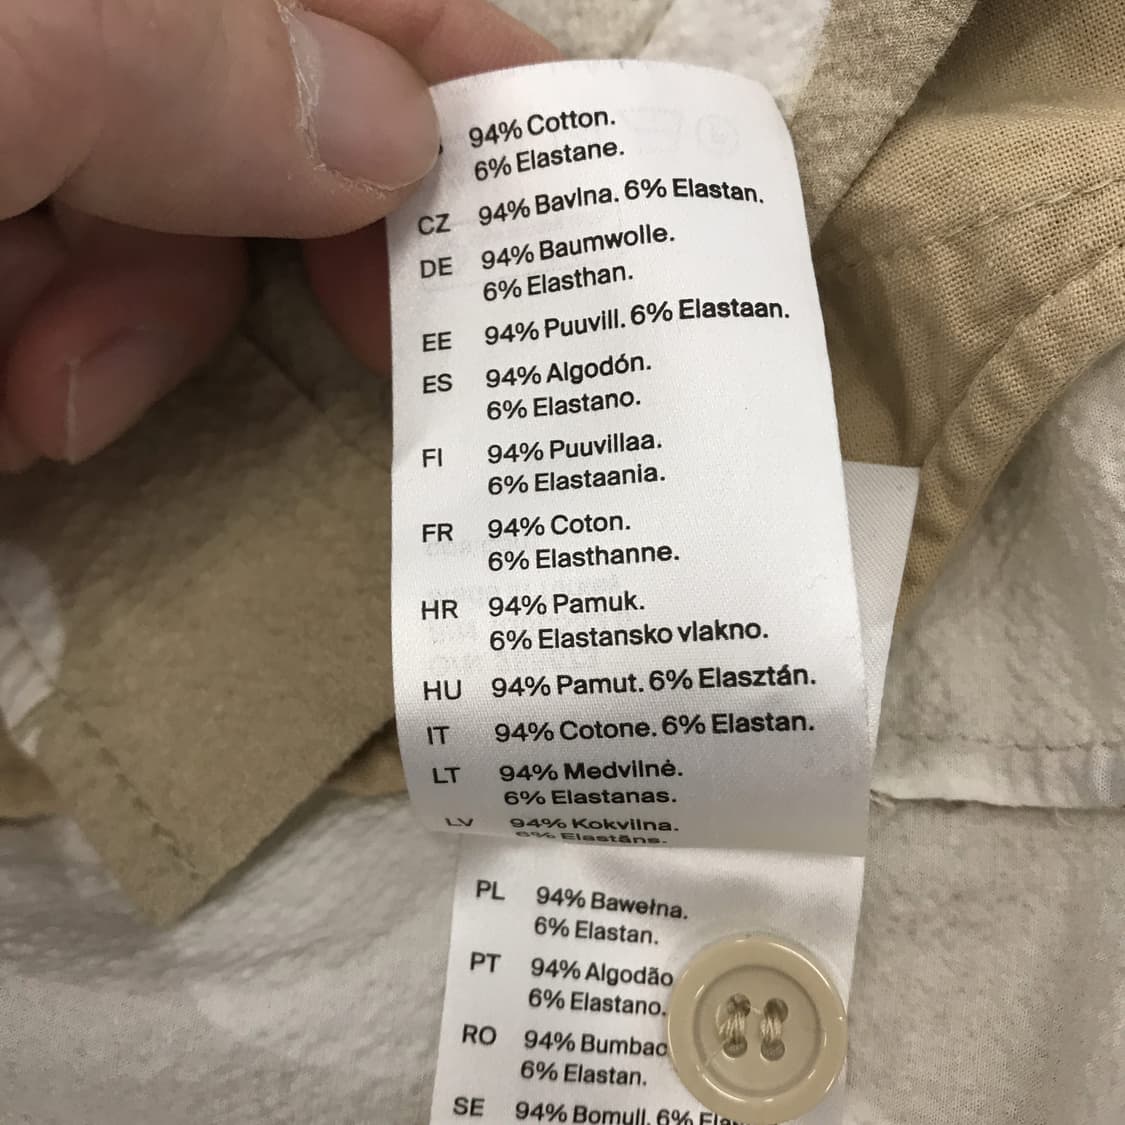 94% Cotton.
6% Elastane.
CZ 94% Bavlna. 6% Elastan.
DE 94% Baumwolle.
6% Elasthan.
EE 94% Puuvill. 6% Elastaan.
ES 94% Algodón.
6% Elastano.
FI 94% Puuvillaa.
6% Elastaania.
FR 94% Coton.
6% Elasthanne.
HR 94% Pamuk.
6% Elastansko vlakno.
HU 94% Pamut. 6% Elasztán.
IT 94% Cotone. 6% Elastan.
LT 94% Medvilnė.
6% Elastanas.
LV 94% Kokvilna.
6% Elastāns.
PL 94% Bawełna.
6% Elastan.
PT 94% Algodão
6% Elastano.
RO 94% Bumbac
6% Elastan.
SE 94% Bomull. 6%